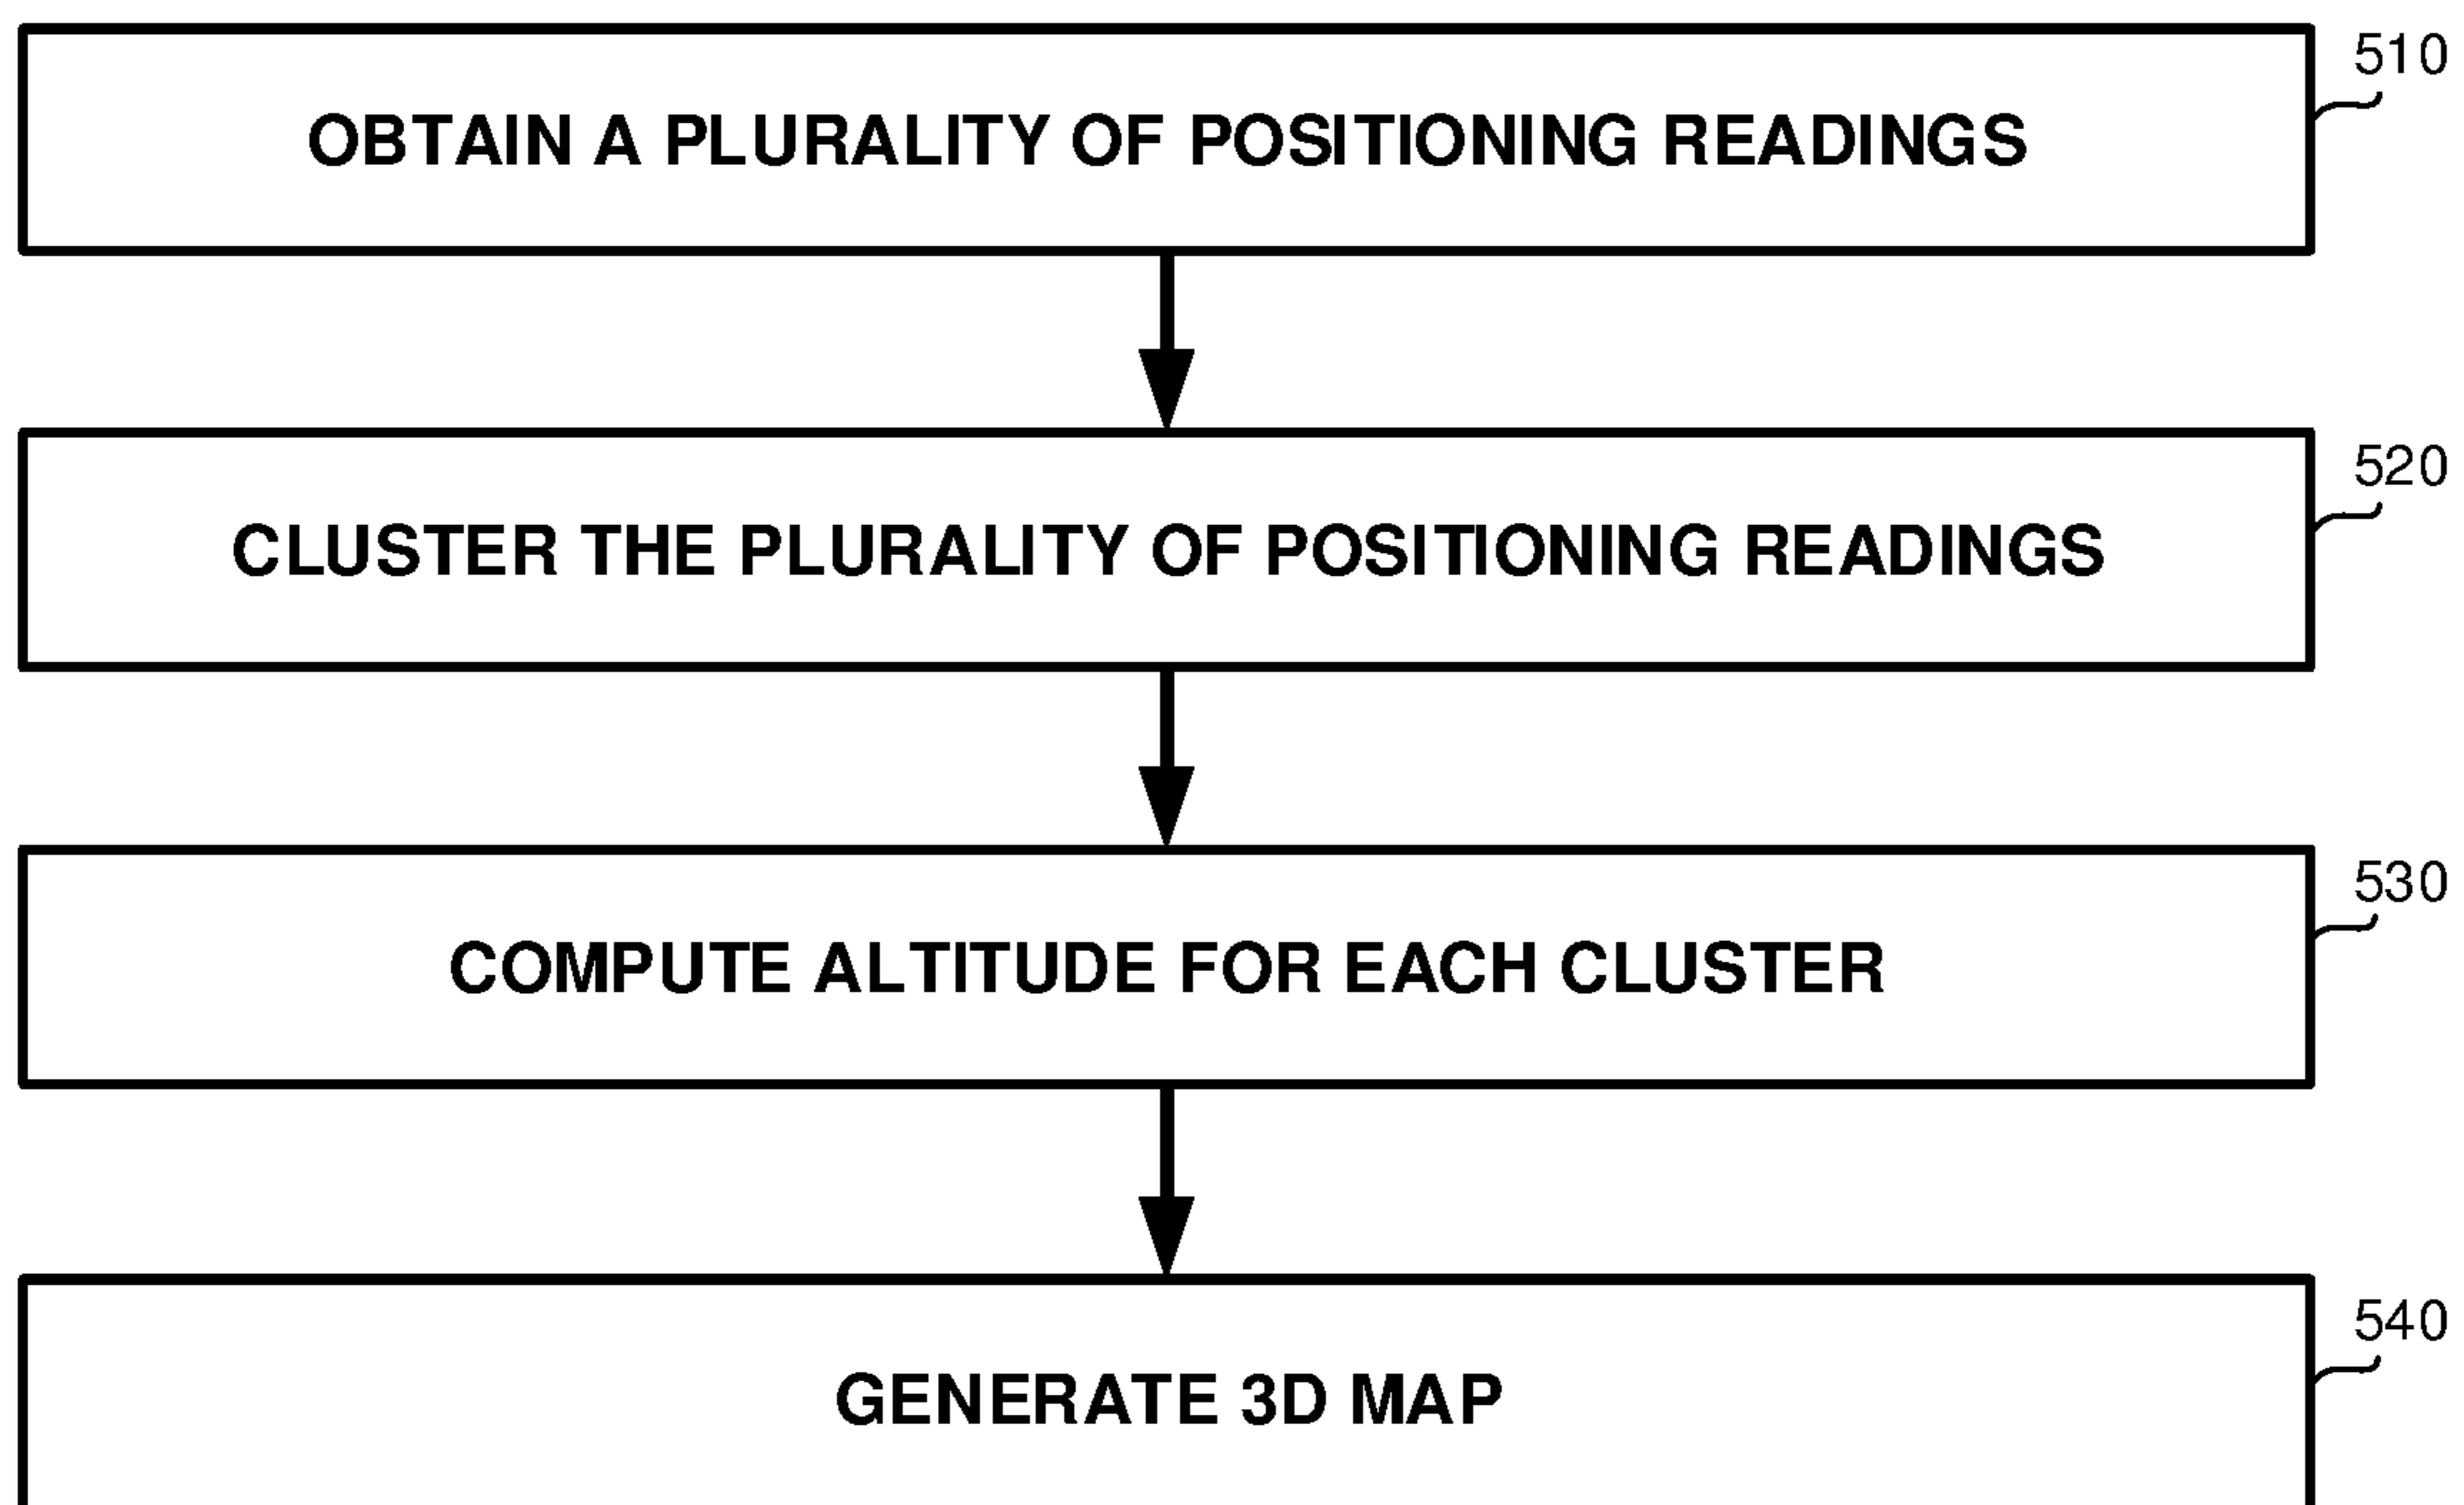 510
OBTAIN A PLURALITY OF POSITIONING READINGS
520
CLUSTER THE PLURALITY OF POSITIONING READINGS
530
COMPUTE ALTITUDE FOR EACH CLUSTER
540
GENERATE 3D MAP